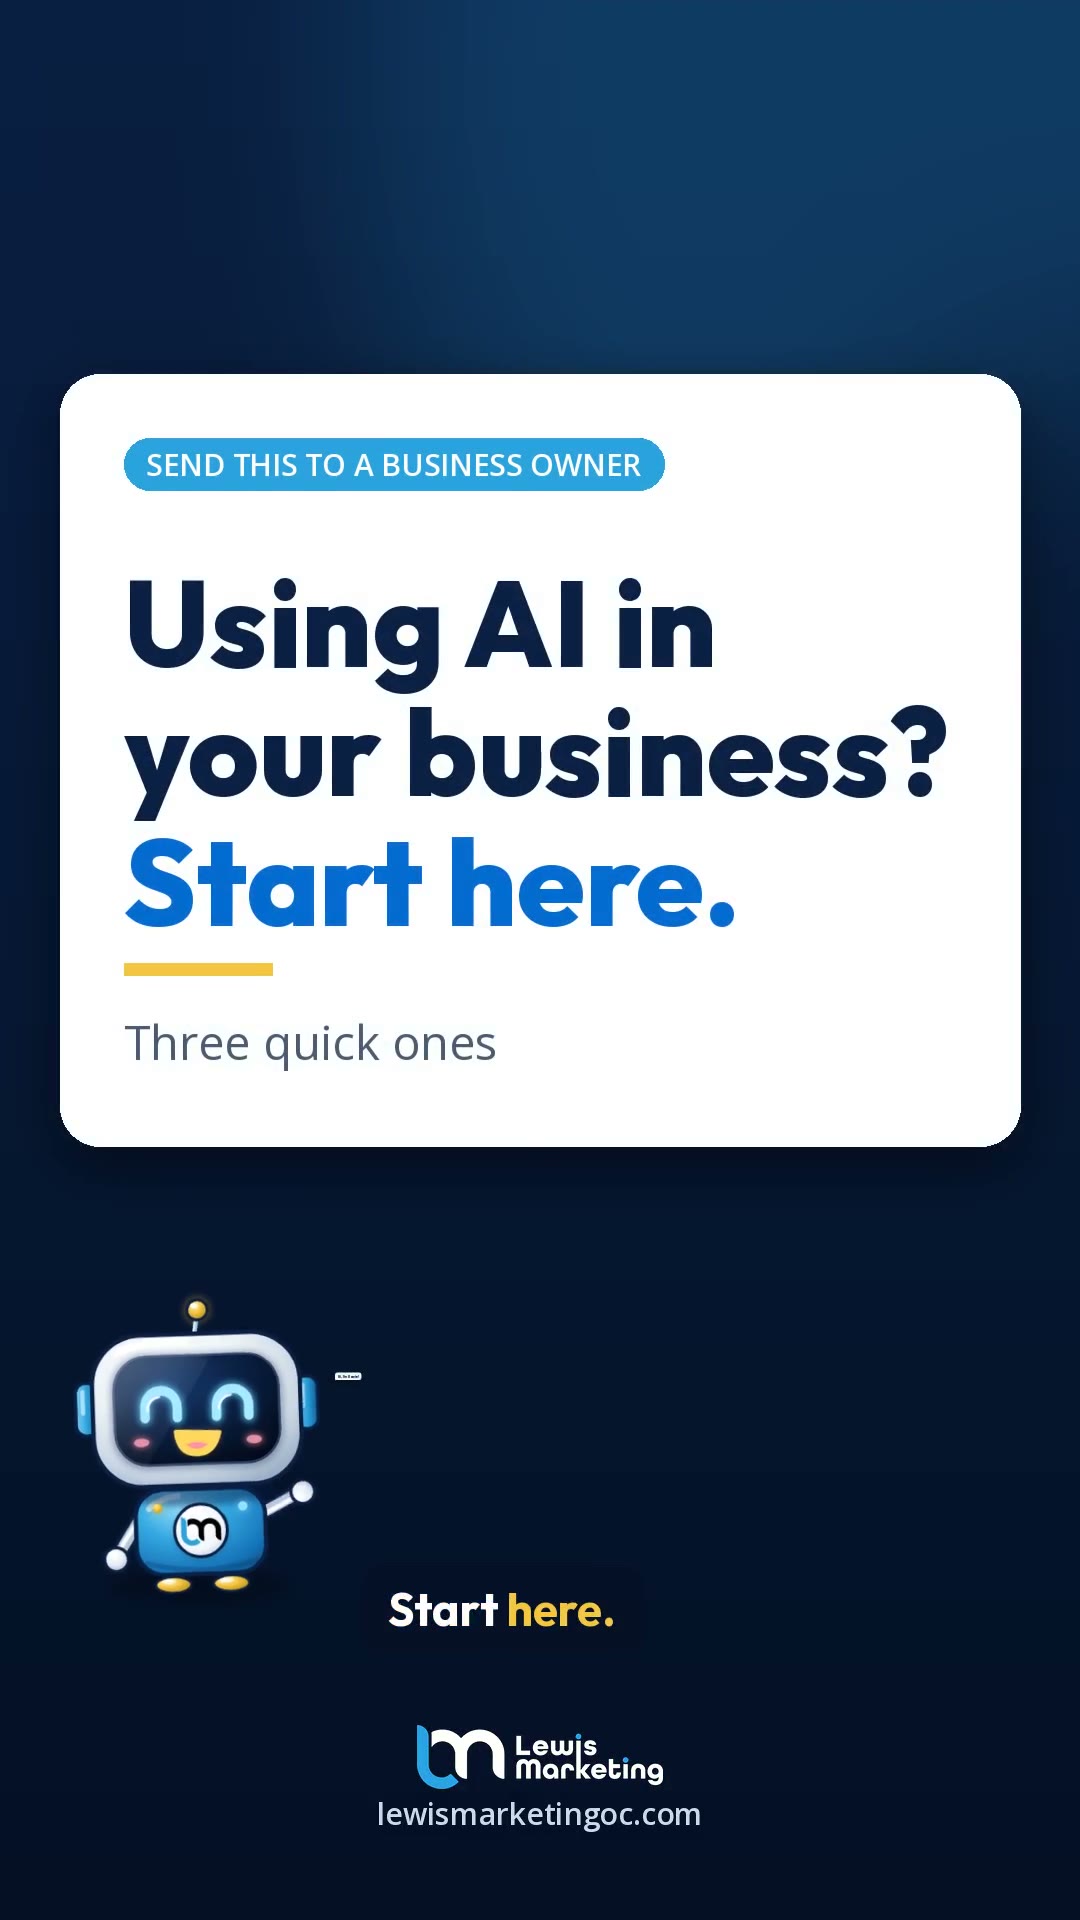 SEND THIS TO A BUSINESS OWNER
Using AI in
your business?
Start here.
Three quick ones
Start here.
Lewis
Marketing
lewismarketingoc.com